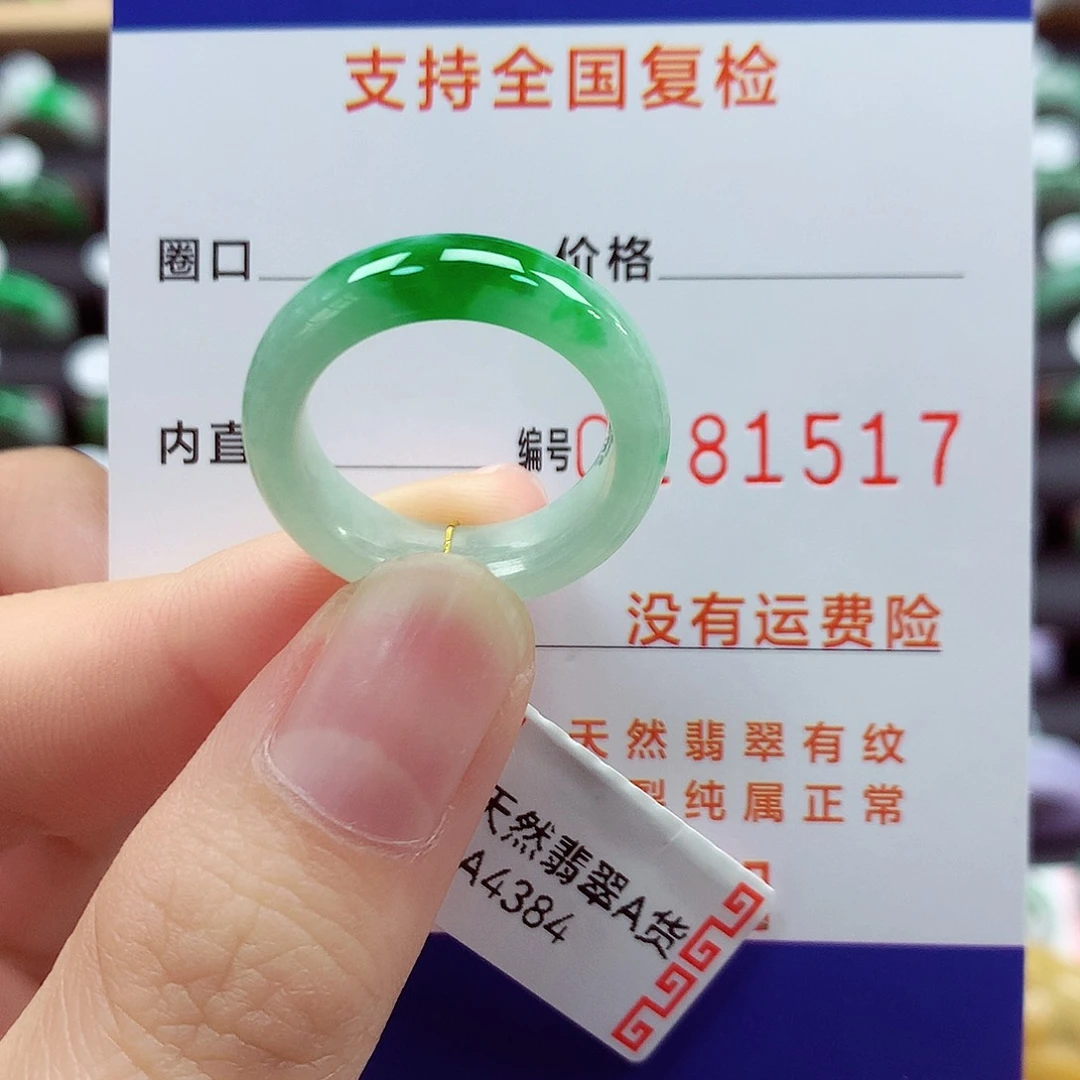 支持全国复检
圈口 价格
内直 编号 81517
没有运费险
天然翡翠有纹
纯属正常
天然翡翠A货
A4384